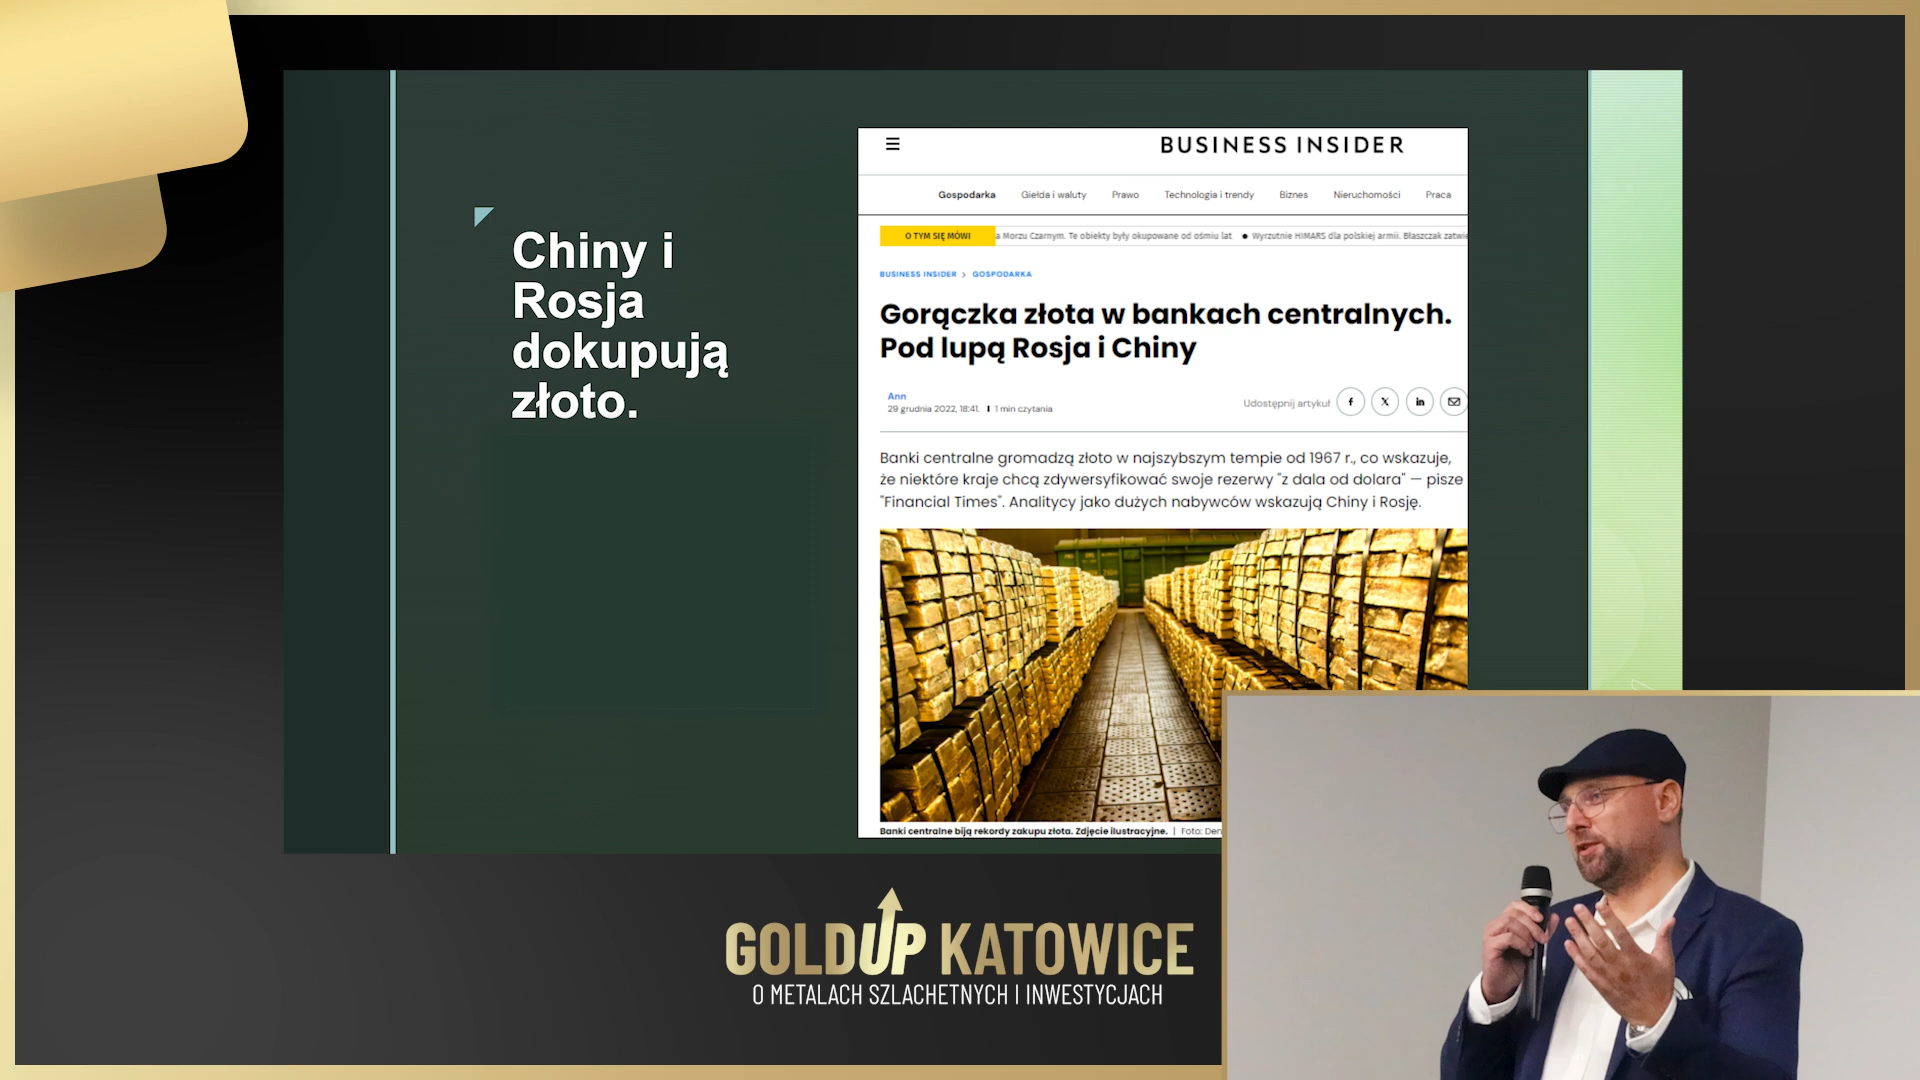 Chiny i
Rosja
dokupują
złoto.
BUSINESS INSIDER
Gospodarka Giełda i waluty Prawo Technologia i trendy Biznes Nieruchomości Praca
O TYM SIĘ MÓWI a Morzu Czarnym. Te obiekty były okupowane od ośmiu lat ● Wyrzutnie HIMARS dla polskiej armii. Błaszczak zatwie
BUSINESS INSIDER > GOSPODARKA
Gorączka złota w bankach centralnych.
Pod lupą Rosja i Chiny
Ann
29 grudnia 2022, 18:41. | 1 min czytania
Udostępnij artykuł
Banki centralne gromadzą złoto w najszybszym tempie od 1967 r., co wskazuje,
że niektóre kraje chcą zdywersyfikować swoje rezerwy "z dala od dolara" — pisze
"Financial Times". Analitycy jako dużych nabywców wskazują Chiny i Rosję.
Banki centralne biją rekordy zakupu złota. Zdjęcie ilustracyjne. | Foto: Den
GOLDUP KATOWICE
O METALACH SZLACHETNYCH I INWESTYCJACH